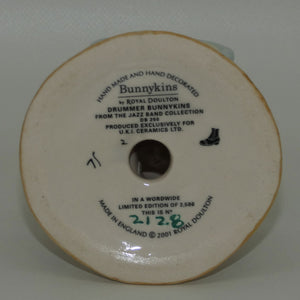 HAND MADE AND HAND DECORATED
Bunnykins
by ROYAL DOULTON
DRUMMER BUNNYKINS
FROM THE JAZZ BAND COLLECTION
DB 250
PRODUCED EXCLUSIVELY FOR
U.K.I. CERAMICS LTD.
2
IN A WORDWIDE
LIMITED EDITION OF 2,500
THIS IS Nº
2128
MADE IN ENGLAND © 2001 ROYAL DOULTON